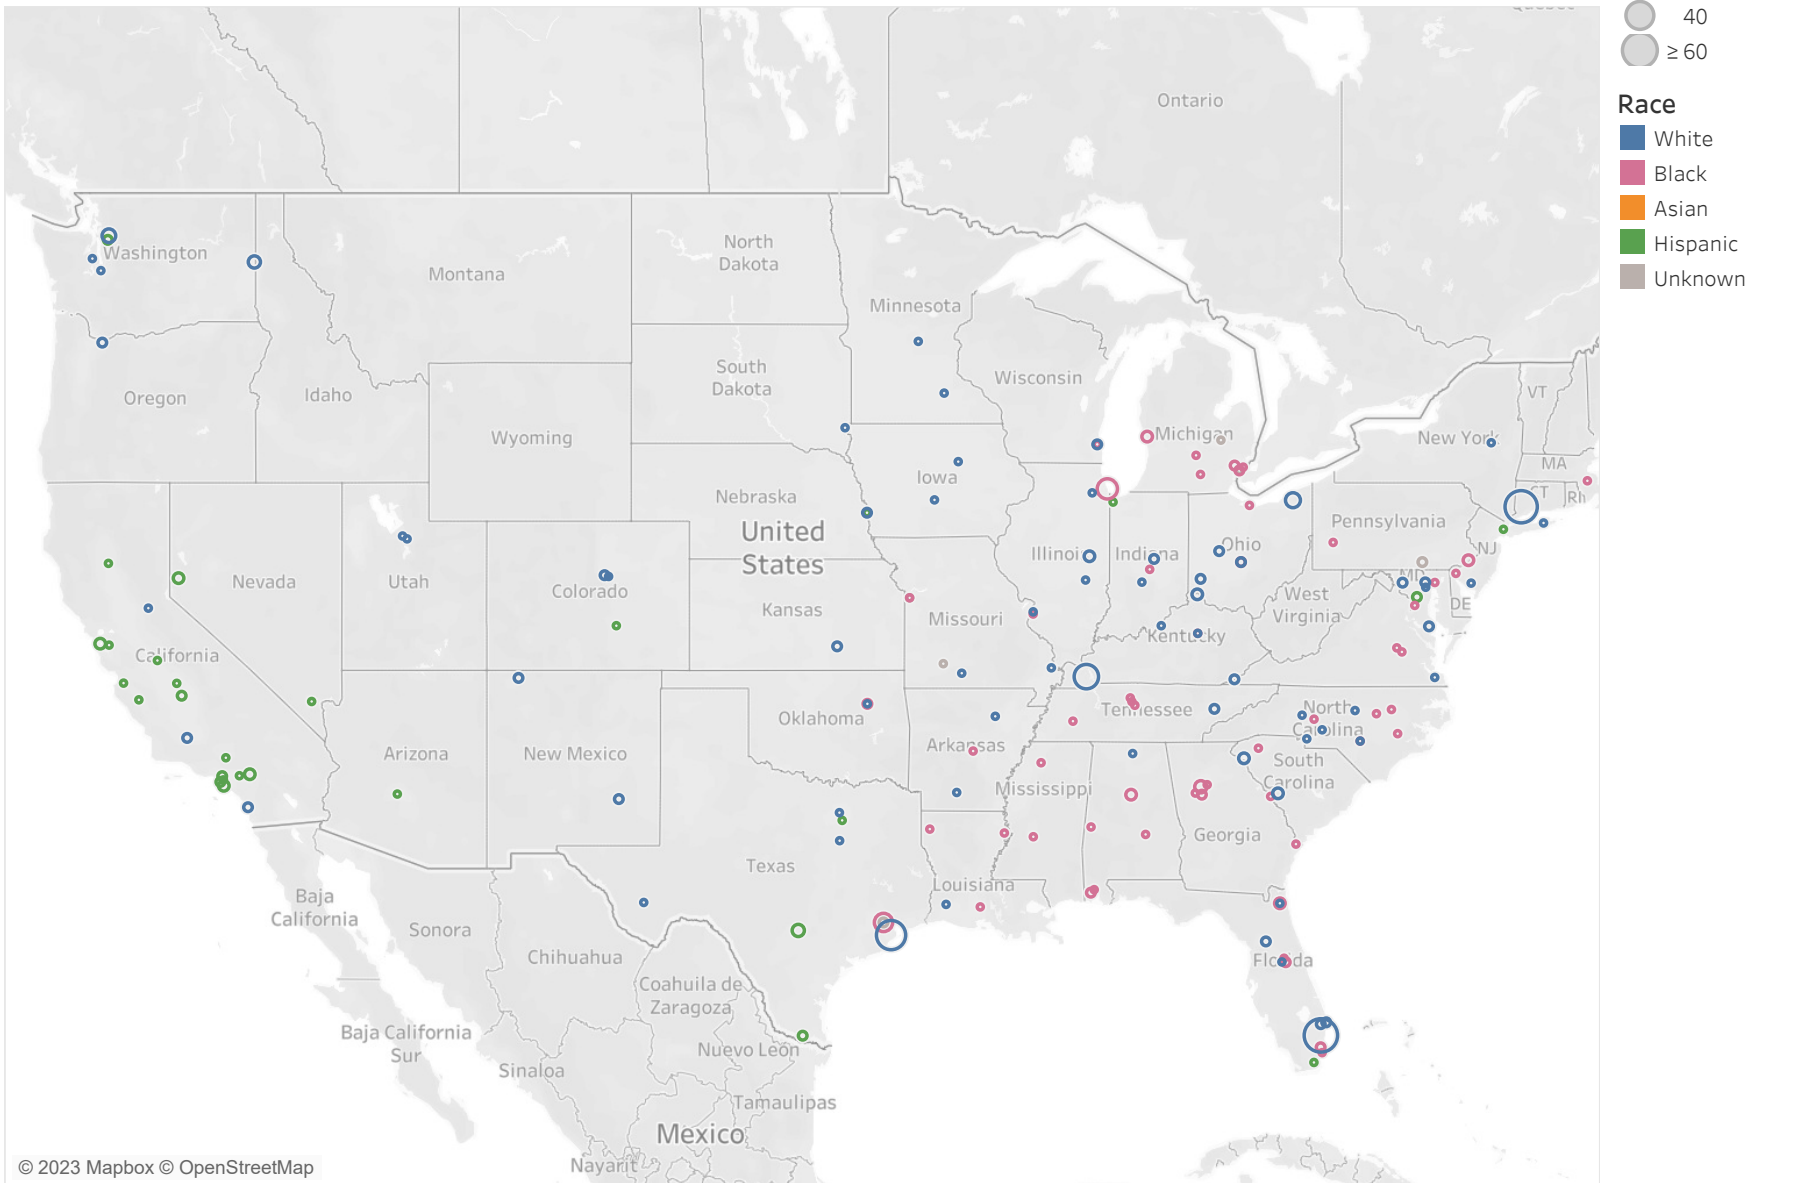 40
≥ 60
Race
White
Black
Asian
Hispanic
Unknown
Ontario
Washington
Montana
North
Dakota
Minnesota
Oregon
Idaho
South
Dakota
Wisconsin
Michigan
New York
VT
MA
CT
RI
Wyoming
Iowa
Nebraska
United
States
Pennsylvania
NJ
Nevada
Utah
Colorado
Kansas
Missouri
Illinois
Indiana
Ohio
West
Virginia
MD
DE
Kentucky
California
Arizona
New Mexico
Oklahoma
Arkansas
Tennessee
North
Carolina
South
Carolina
Mississippi
Georgia
Texas
Louisiana
Florida
Baja
California
Sonora
Chihuahua
Coahuila de
Zaragoza
Baja California
Sur
Nuevo León
Sinaloa
Tamaulipas
Mexico
Nayarit
© 2023 Mapbox © OpenStreetMap